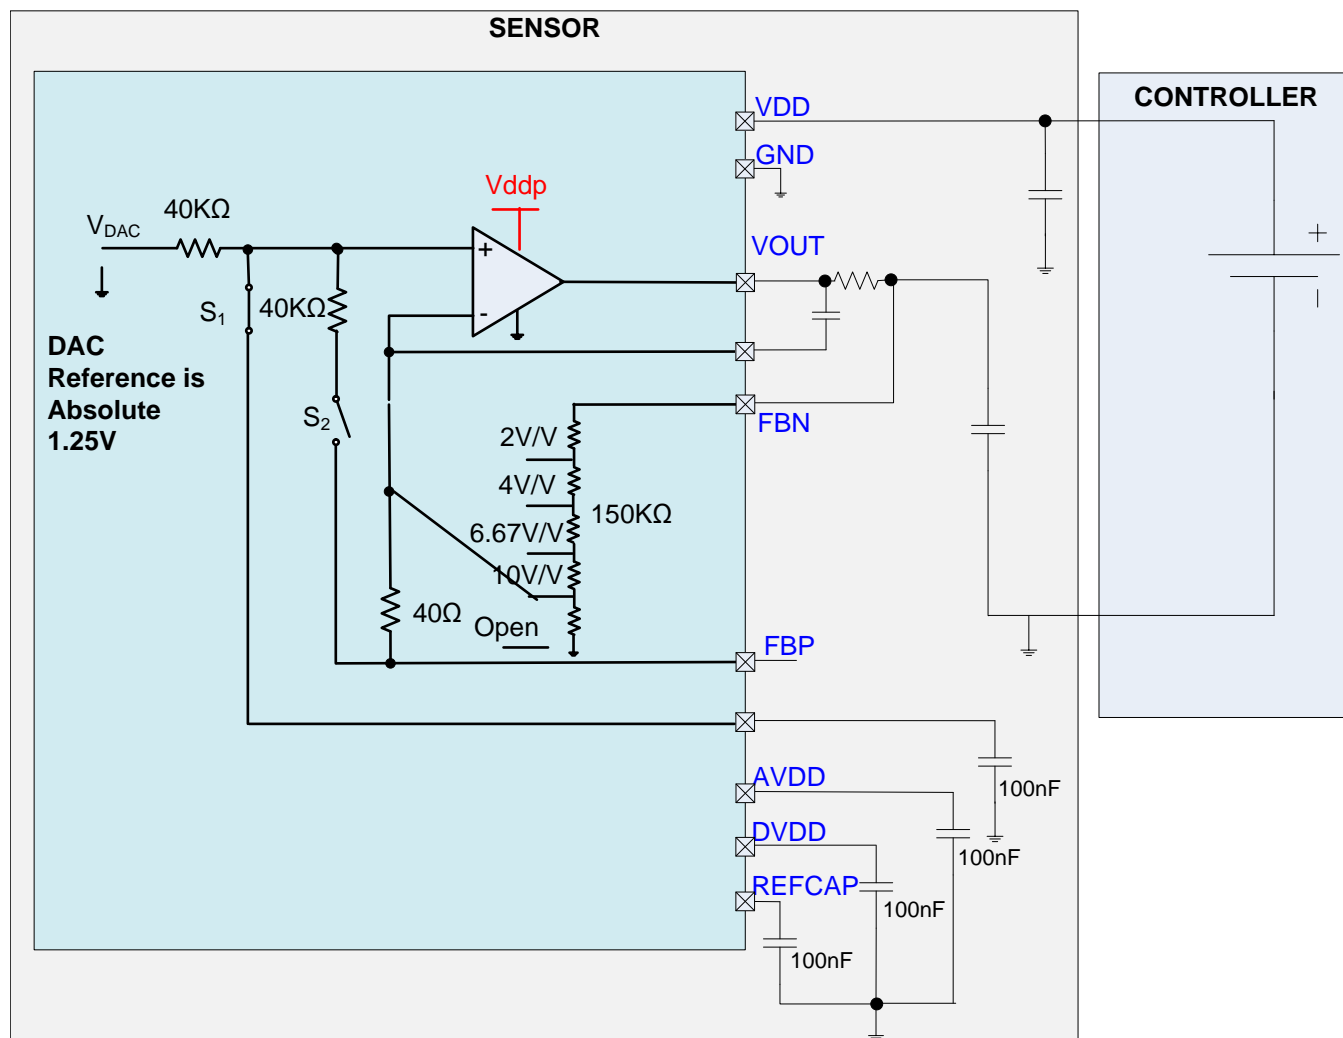 SENSOR
CONTROLLER
VDD
GND
Vddp
40KΩ
VDAC
+
-
VOUT
+
S1
40KΩ
DAC
Reference is
Absolute
1.25V
S2
FBN
2V/V
4V/V
150KΩ
6.67V/V
10V/V
40Ω
Open
FBP
AVDD
100nF
DVDD
100nF
REFCAP
100nF
100nF